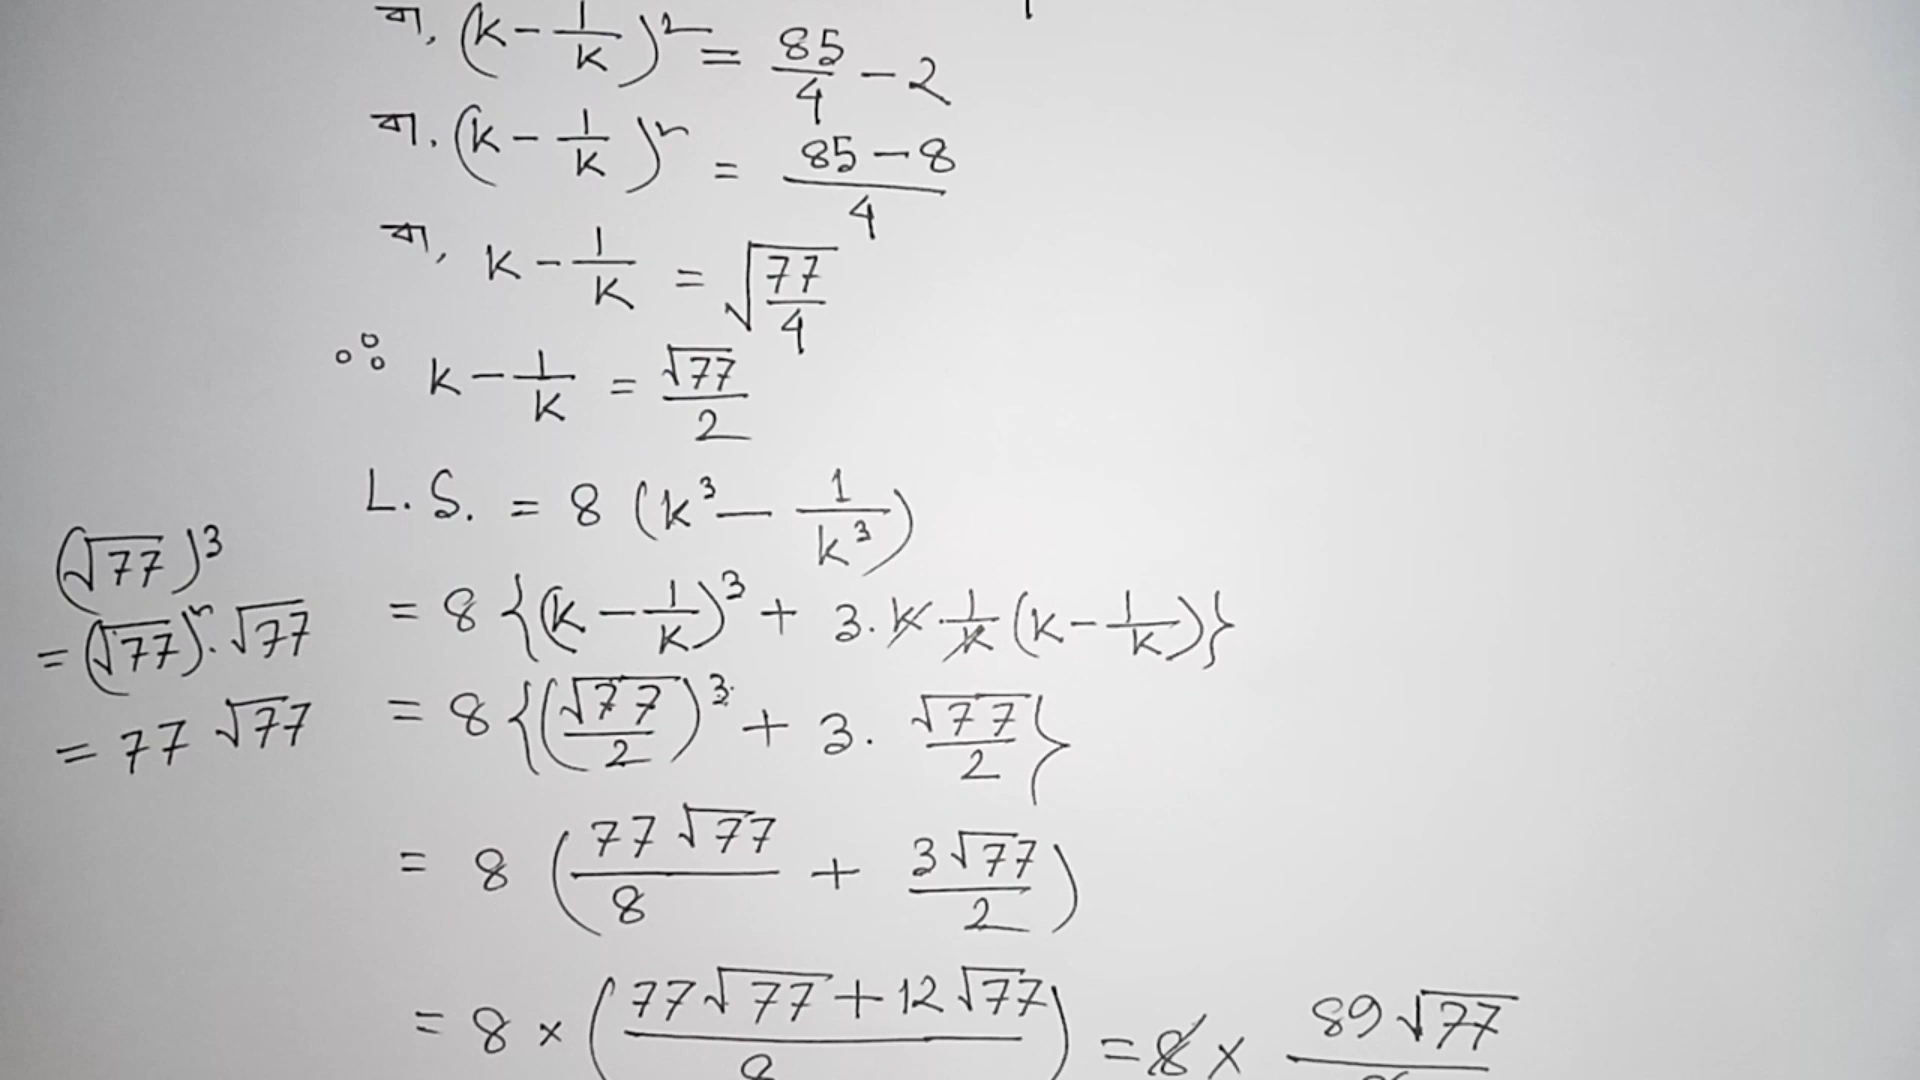 বা, (k - 1/k)² = 85/4 - 2
বা. (k - 1/k)² = (85 - 8)/4
বা, k - 1/k = √(77/4)
∴ k - 1/k = √77/2
L.S. = 8 (k³ - 1/k³)
(√77)³
= 8 {(k - 1/k)³ + 3. k. 1/k (k - 1/k)}
= (√77)². √77
= 8 {(√77/2)³ + 3. √77/2}
= 77 √77
= 8 (77√77/8 + 3√77/2)
= 8 × ((77√77 + 12√77)/8) = 8 × 89√77